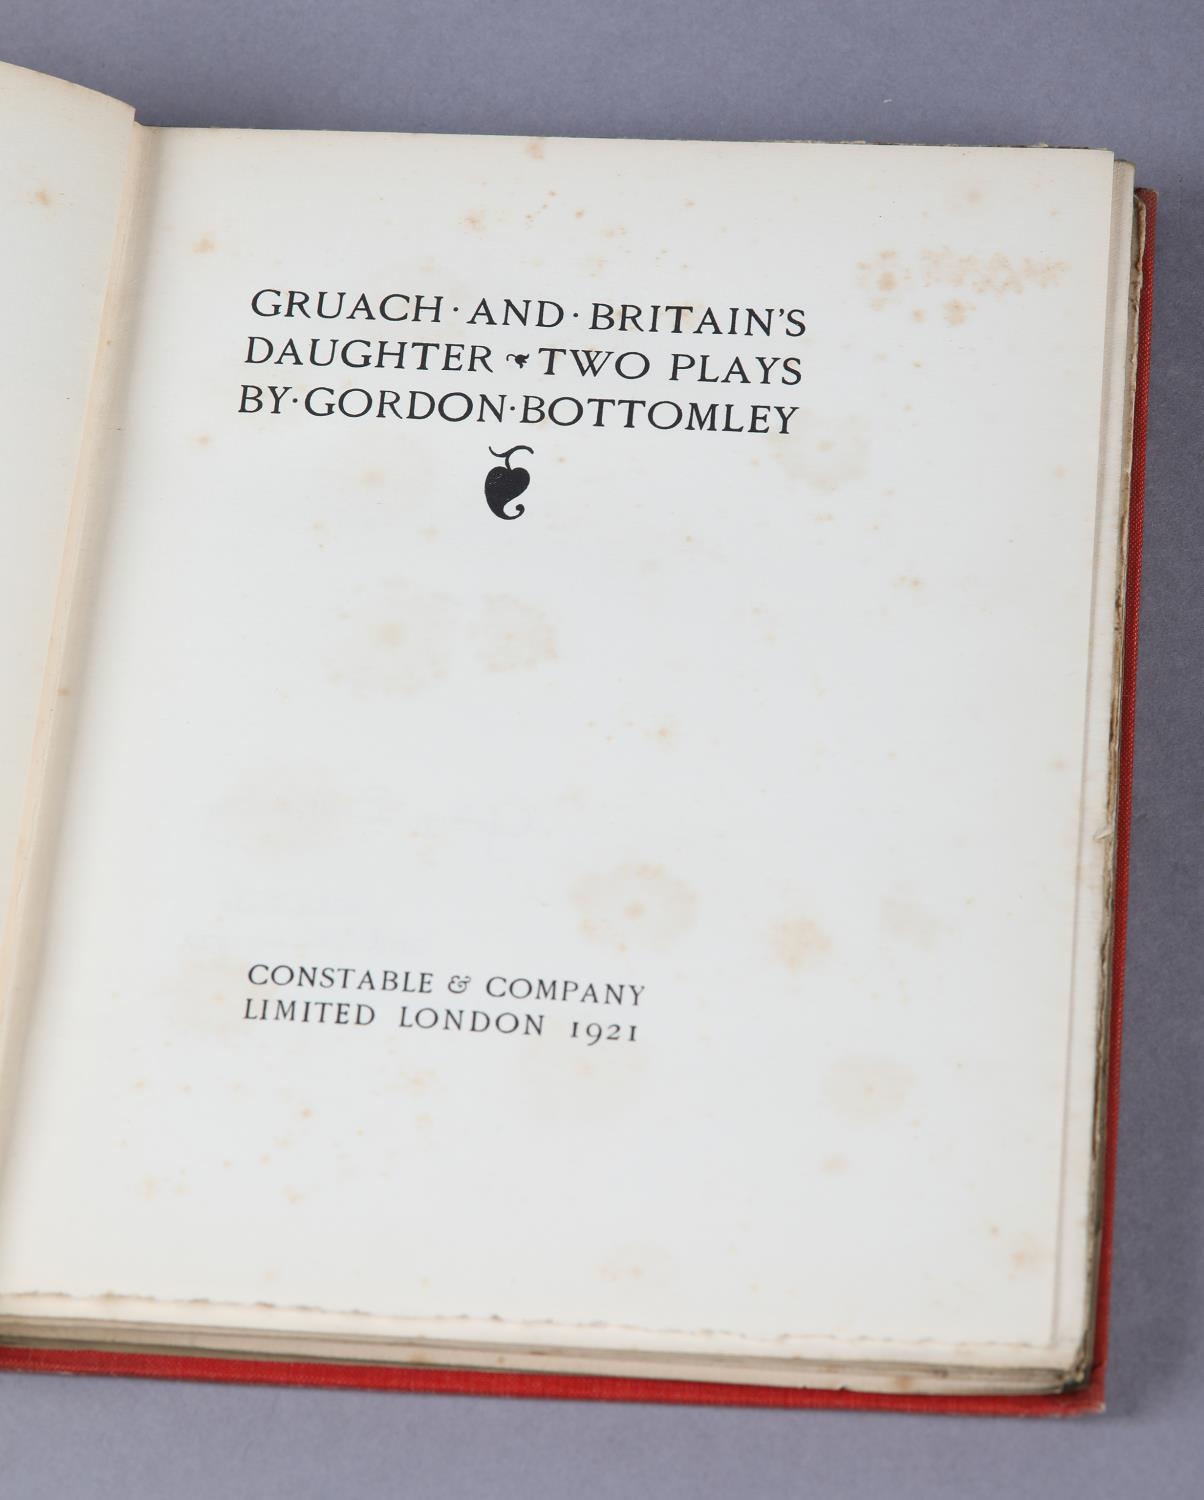 GRUACH · AND · BRITAIN'S
DAUGHTER ❧ TWO PLAYS
BY · GORDON · BOTTOMLEY
CONSTABLE & COMPANY
LIMITED LONDON 1921